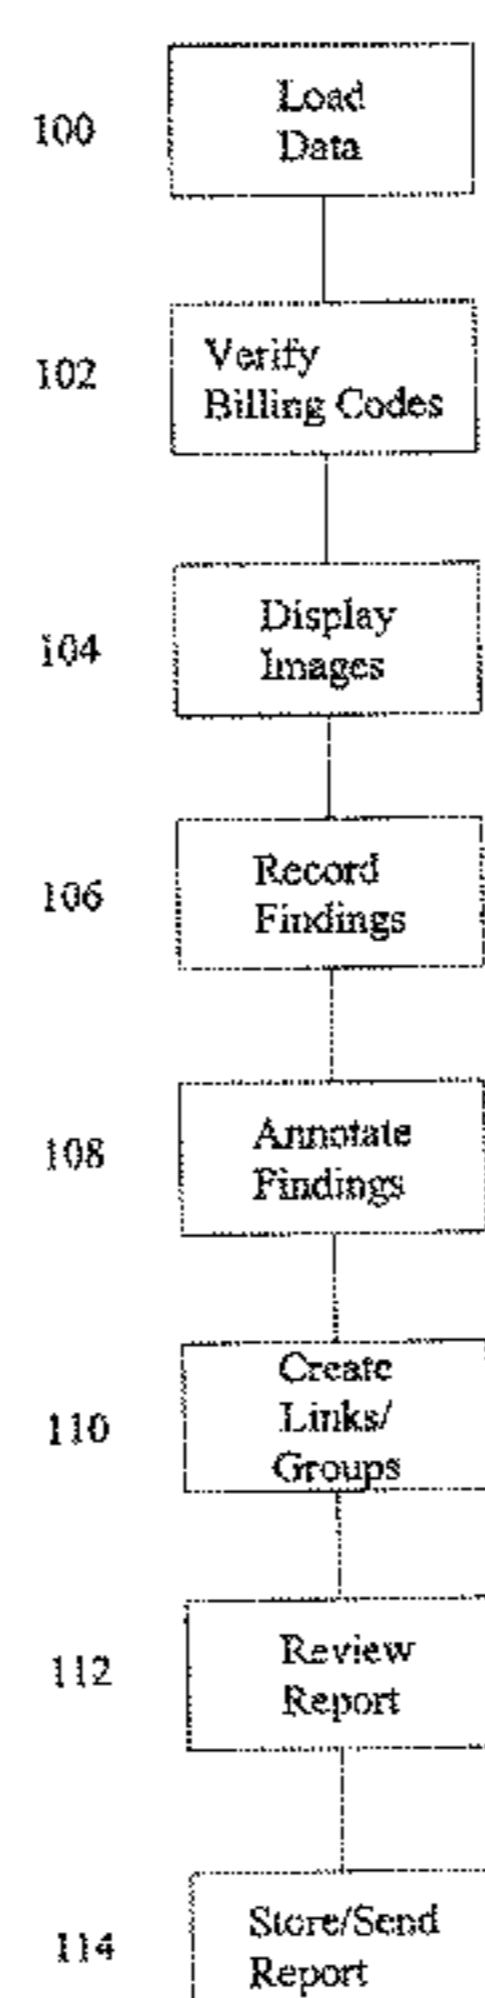 100
Load
Data
102
Verify
Billing Codes
104
Display
Images
106
Record
Findings
108
Annotate
Findings
110
Create
Links/
Groups
112
Review
Report
114
Store/Send
Report